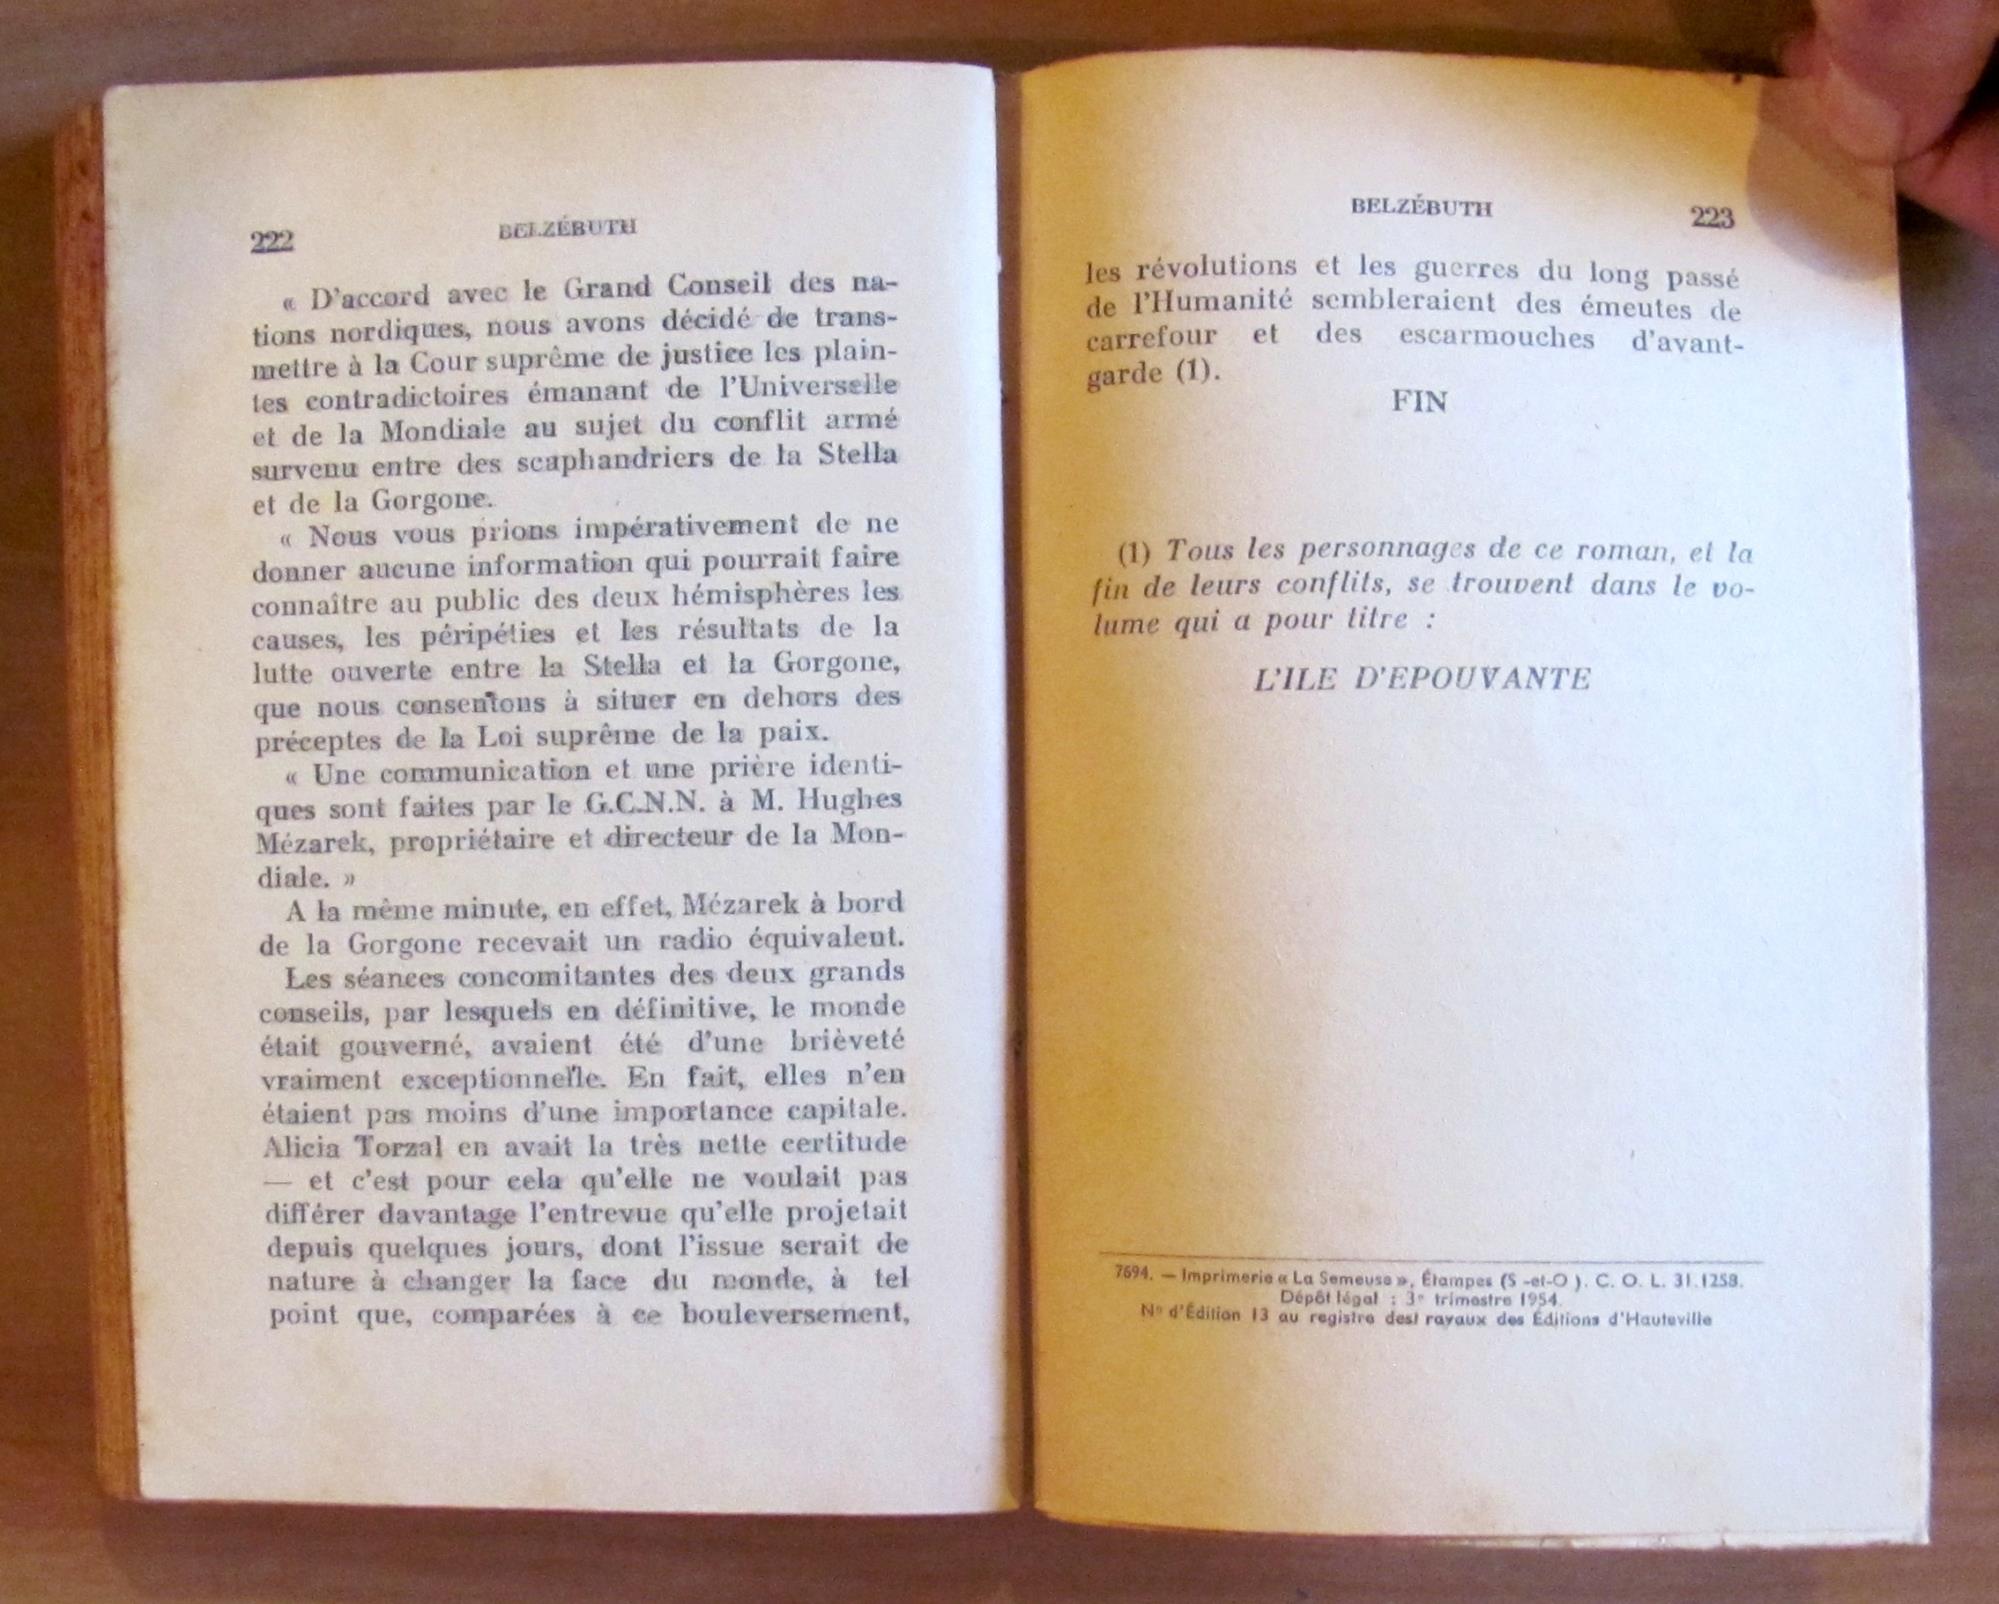 222
BELZÉBUTH
« D'accord avec le Grand Conseil des na-
tions nordiques, nous avons décidé de trans-
mettre à la Cour suprême de justice les plain-
tes contradictoires émanant de l'Universelle
et de la Mondiale au sujet du conflit armé
survenu entre des scaphandriers de la Stella
et de la Gorgone.
« Nous vous prions impérativement de ne
donner aucune information qui pourrait faire
connaître au public des deux hémisphères les
causes, les péripéties et les résultats de la
lutte ouverte entre la Stella et la Gorgone,
que nous consentons à situer en dehors des
préceptes de la Loi suprême de la paix.
« Une communication et une prière identi-
ques sont faites par le G.C.N.N. à M. Hughes
Mézarek, propriétaire et directeur de la Mon-
diale. »
A la même minute, en effet, Mézarek à bord
de la Gorgone recevait un radio équivalent.
Les séances concomitantes des deux grands
conseils, par lesquels en définitive, le monde
était gouverné, avaient été d'une brièveté
vraiment exceptionnelle. En fait, elles n'en
étaient pas moins d'une importance capitale.
Alicia Torzal en avait la très nette certitude
— et c'est pour cela qu'elle ne voulait pas
différer davantage l'entrevue qu'elle projetait
depuis quelques jours, dont l'issue serait de
nature à changer la face du monde, à tel
point que, comparées à ce bouleversement,
BELZÉBUTH
223
les révolutions et les guerres du long passé
de l'Humanité sembleraient des émeutes de
carrefour et des escarmouches d'avant-
garde (1).
FIN
(1) Tous les personnages de ce roman, et la
fin de leurs conflits, se trouvent dans le vo-
lume qui a pour titre :
L'ILE D'EPOUVANTE
7694. — Imprimerie « La Semeuse », Étampes (S -et-O ). C. O. L. 31.1258.
Dépôt légal : 3e trimestre 1954.
No d'Édition 13 au registre dest ravaux des Éditions d'Hauteville